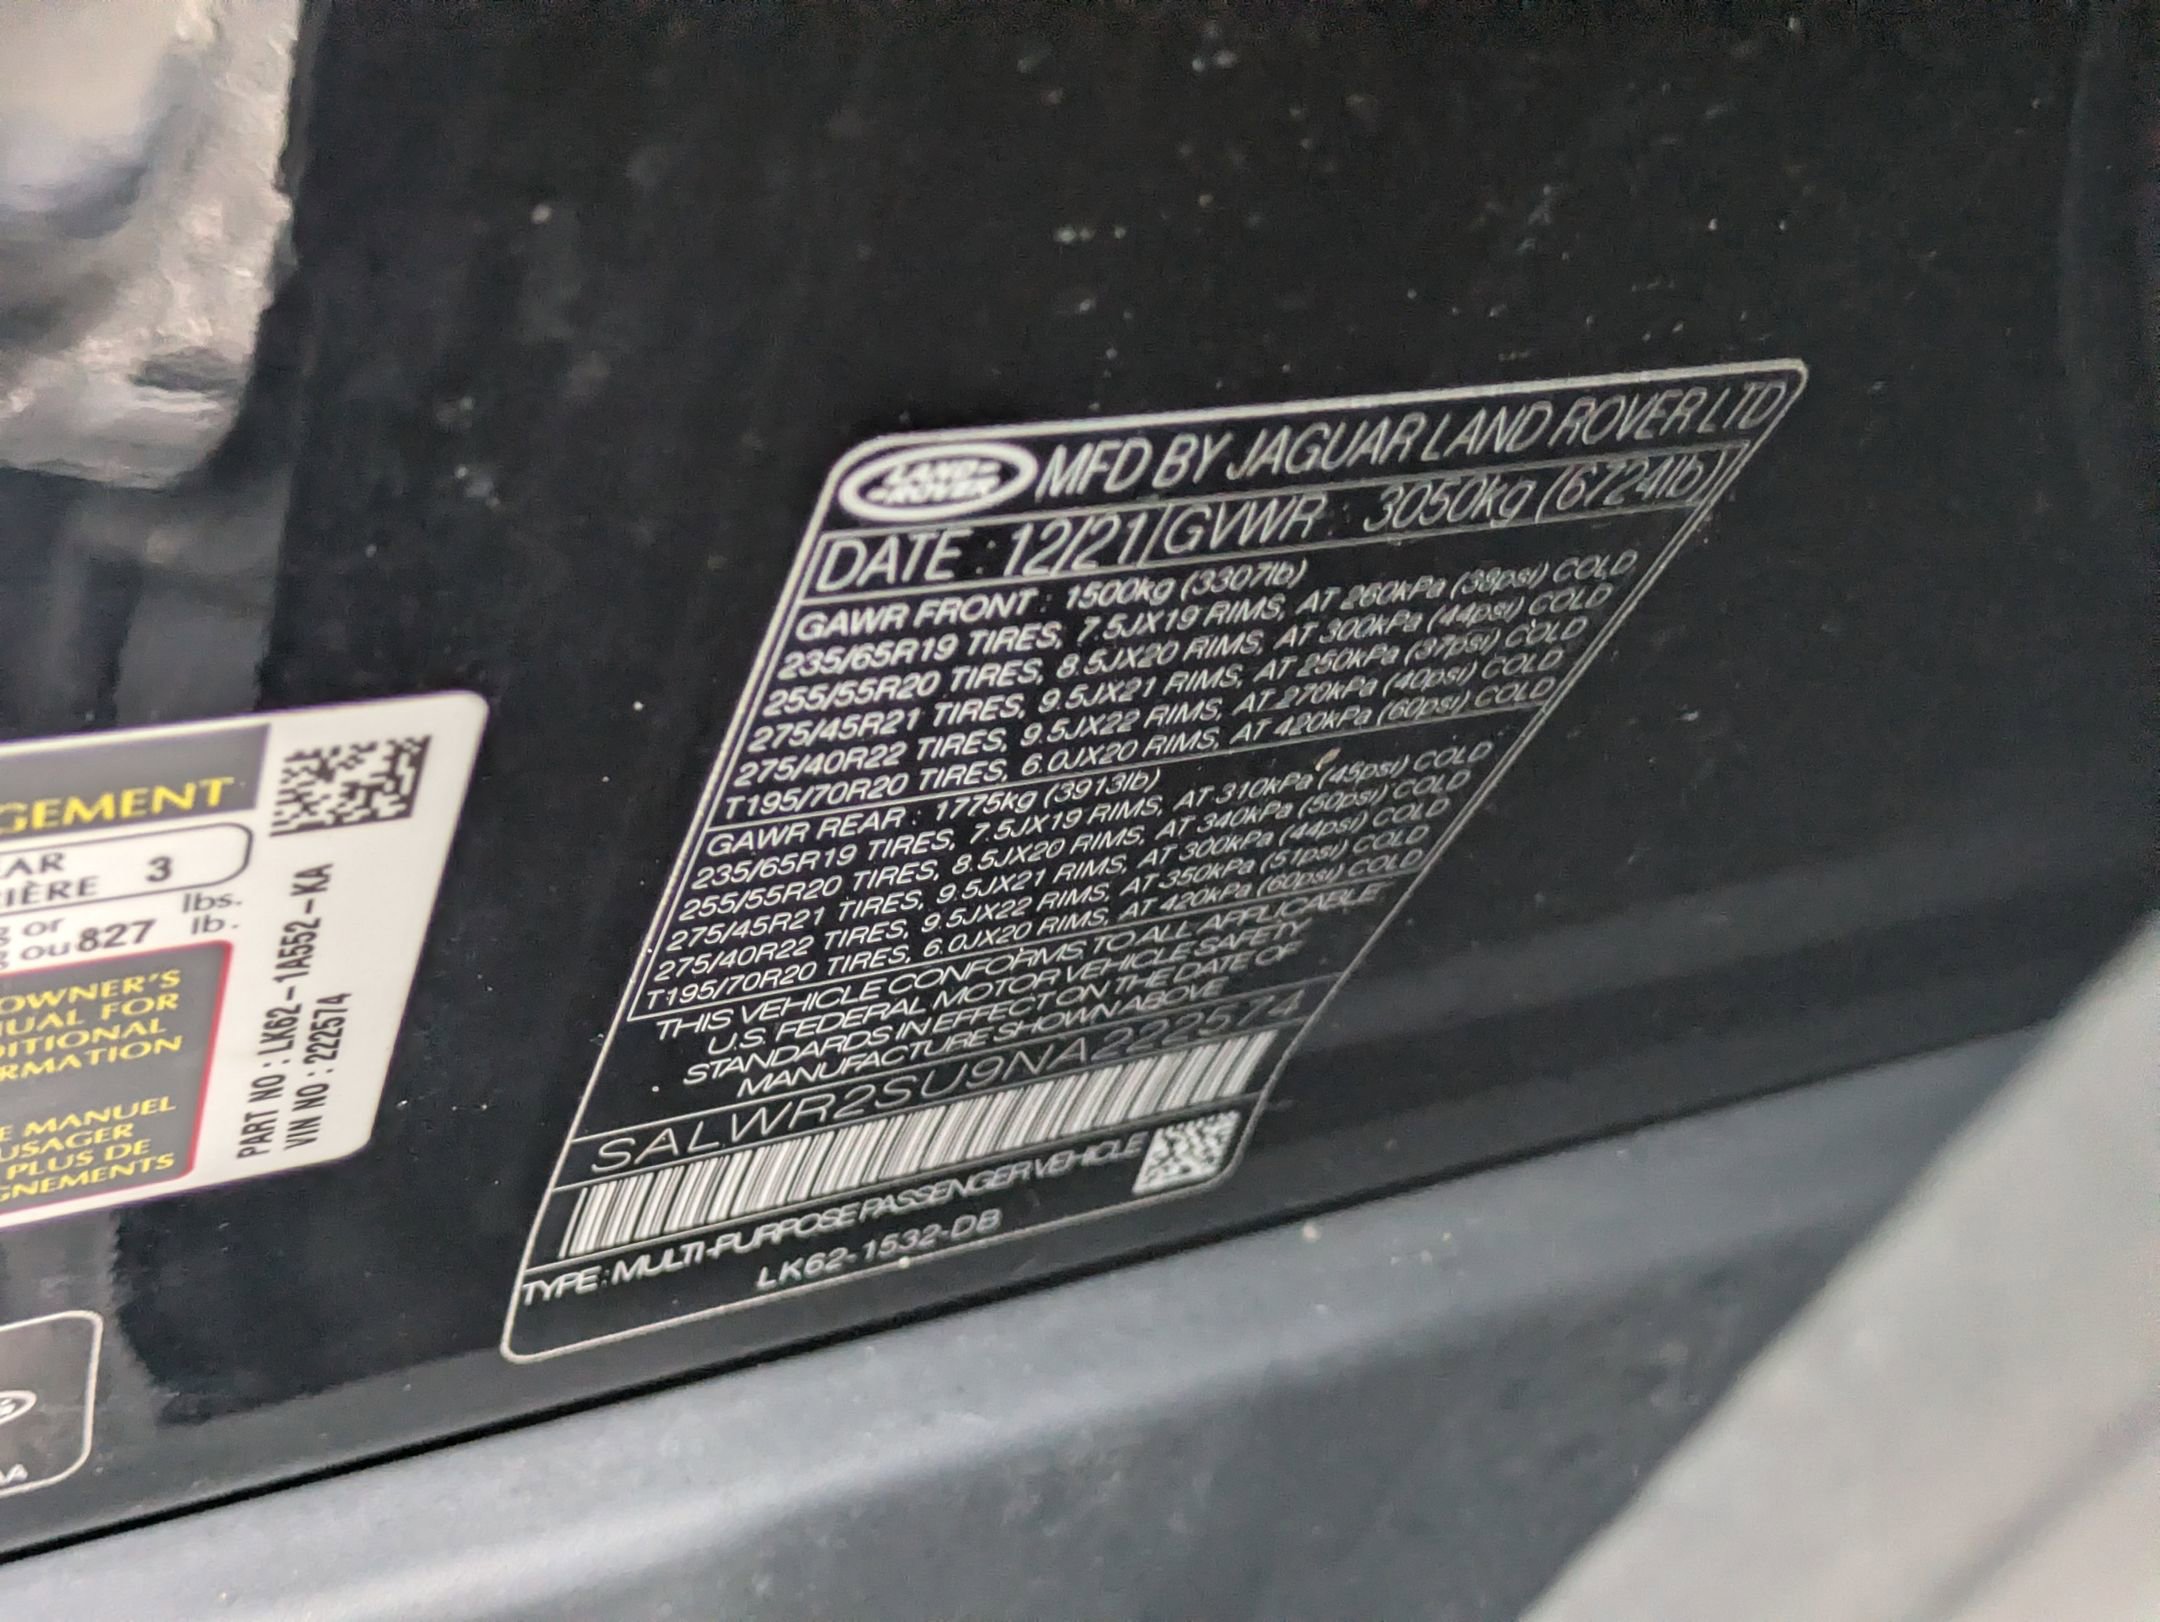 LAND ROVER MFD BY JAGUAR LAND ROVER LTD
DATE : 12/21 GVWR : 3050kg (6724lb)
GAWR FRONT : 1500kg (3307lb)
235/65R19 TIRES, 7.5JX19 RIMS, AT 260kPa (38psi) COLD
255/55R20 TIRES, 8.5JX20 RIMS, AT 300kPa (44psi) COLD
275/45R21 TIRES, 9.5JX21 RIMS, AT 250kPa (37psi) COLD
275/40R22 TIRES, 9.5JX22 RIMS, AT 270kPa (40psi) COLD
T195/70R20 TIRES, 6.0JX20 RIMS, AT 420kPa (60psi) COLD
GAWR REAR : 1775kg (3913lb)
235/65R19 TIRES, 7.5JX19 RIMS, AT 310kPa (45psi) COLD
255/55R20 TIRES, 8.5JX20 RIMS, AT 340kPa (50psi) COLD
275/45R21 TIRES, 9.5JX21 RIMS, AT 300kPa (44psi) COLD
275/40R22 TIRES, 9.5JX22 RIMS, AT 350kPa (51psi) COLD
T195/70R20 TIRES, 6.0JX20 RIMS, AT 420kPa (60psi) COLD
THIS VEHICLE CONFORMS TO ALL APPLICABLE
U.S. FEDERAL MOTOR VEHICLE SAFETY
STANDARDS IN EFFECT ON THE DATE OF
MANUFACTURE SHOWN ABOVE
SALWR2SU9NA222574
TYPE : MULTI-PURPOSE PASSENGER VEHICLE
LK62-1532-DB
GEMENT
AR
IÈRE 3
or lbs.
ou 827 lb.
OWNER'S
UAL FOR
DITIONAL
RMATION
E MANUEL
USAGER
PLUS DE
GNEMENTS
PART NO : LK62-1A552-KA
VIN NO : 222574